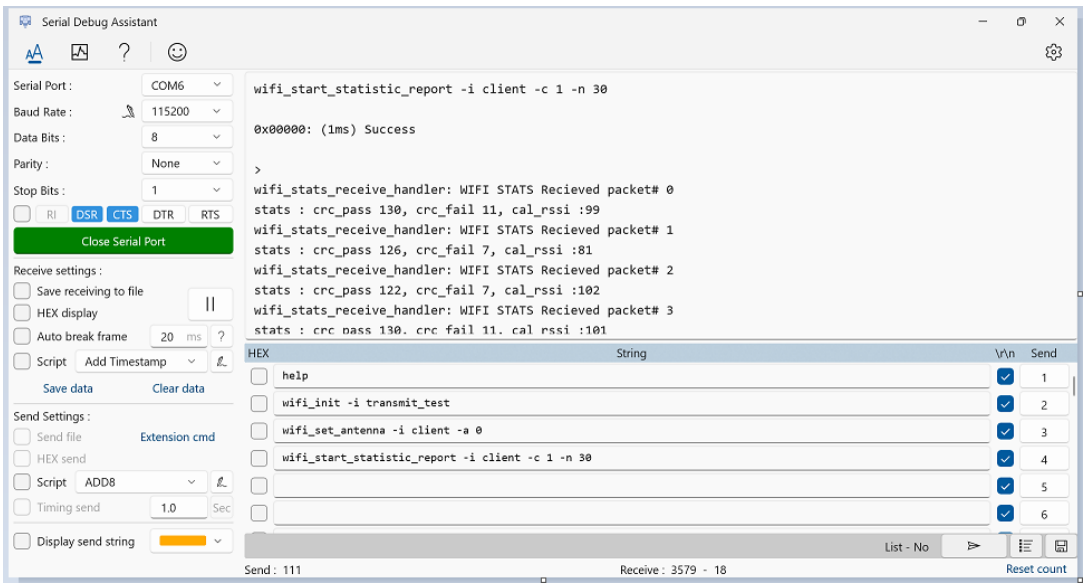 Serial Debug Assistant
AA
?
Serial Port : COM6
Baud Rate : 115200
Data Bits : 8
Parity : None
Stop Bits : 1
RI DSR CTS DTR RTS
Close Serial Port
Receive settings :
Save receiving to file
HEX display
Auto break frame 20 ms ?
Script Add Timestamp
Save data Clear data
Send Settings :
Send file Extension cmd
HEX send
Script ADD8
Timing send 1.0 Sec
Display send string
wifi_start_statistic_report -i client -c 1 -n 30
0x00000: (1ms) Success
>
wifi_stats_receive_handler: WIFI STATS Recieved packet# 0
stats : crc_pass 130, crc_fail 11, cal_rssi :99
wifi_stats_receive_handler: WIFI STATS Recieved packet# 1
stats : crc_pass 126, crc_fail 7, cal_rssi :81
wifi_stats_receive_handler: WIFI STATS Recieved packet# 2
stats : crc_pass 122, crc_fail 7, cal_rssi :102
wifi_stats_receive_handler: WIFI STATS Recieved packet# 3
stats : crc_pass 130, crc_fail 11, cal_rssi :101
HEX String \r\n Send
help 1
wifi_init -i transmit_test 2
wifi_set_antenna -i client -a 0 3
wifi_start_statistic_report -i client -c 1 -n 30 4
5
6
List - No
Send : 111 Receive : 3579 - 18 Reset count